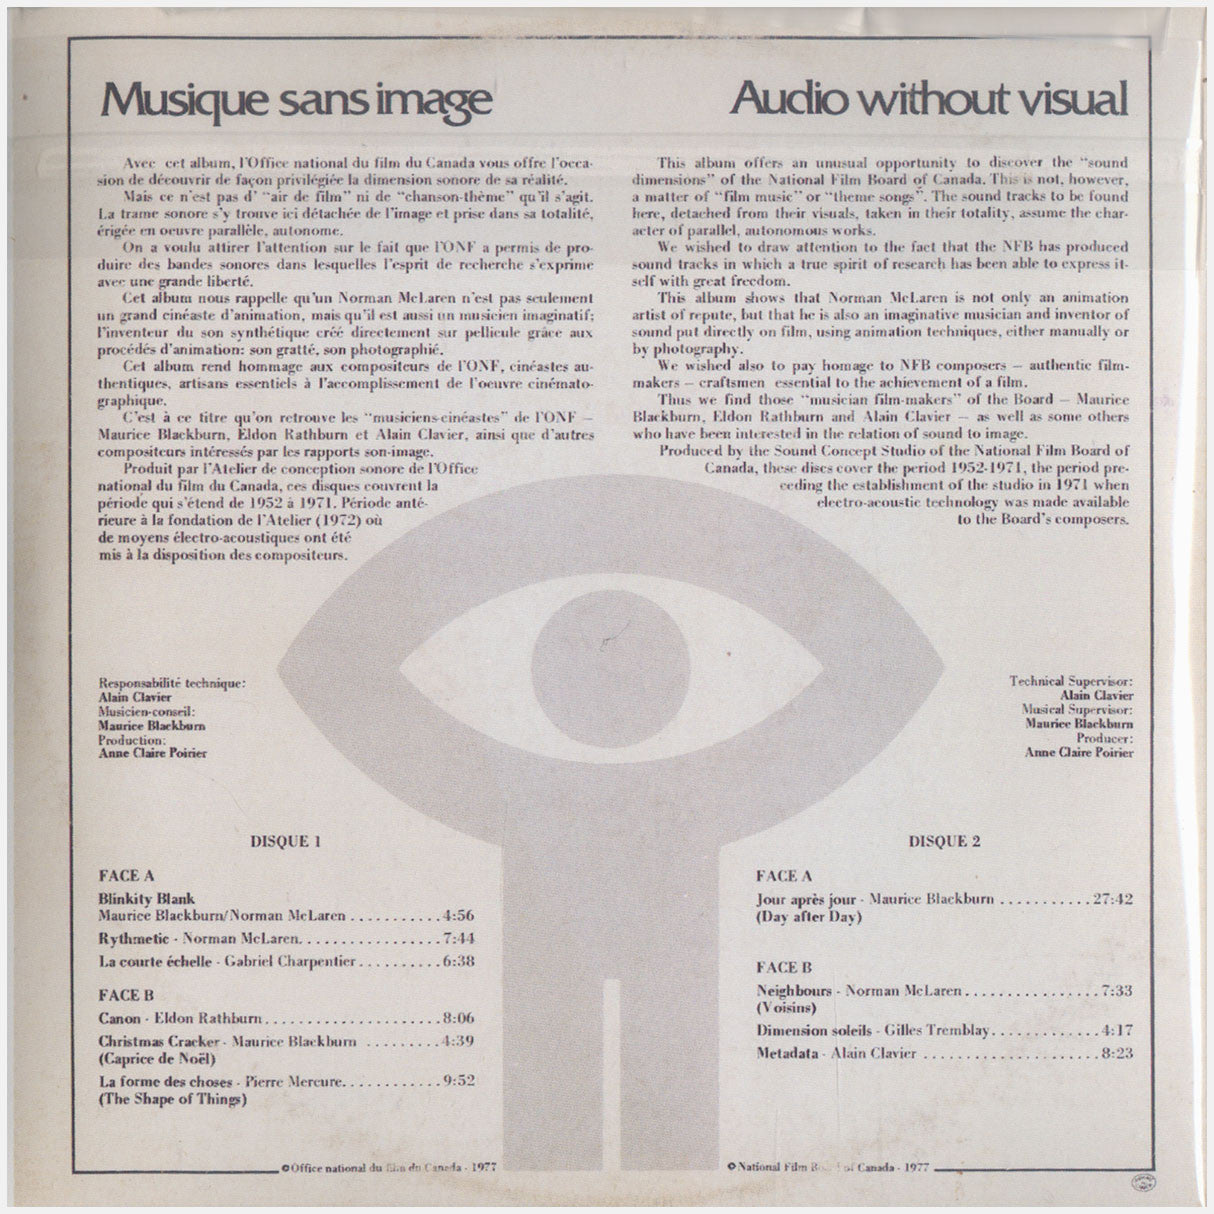 Musique sans image
Avec cet album, l'Office national du film du Canada vous offre l'occa-
sion de découvrir de façon privilégiée la dimension sonore de sa réalité.
Mais ce n'est pas d' "air de film" ni de "chanson-thème" qu'il s'agit.
La trame sonore s'y trouve ici détachée de l'image et prise dans sa totalité,
érigée en oeuvre parallèle, autonome.
On a voulu attirer l'attention sur le fait que l'ONF a permis de pro-
duire des bandes sonores dans lesquelles l'esprit de recherche s'exprime
avec une grande liberté.
Cet album nous rappelle qu'un Norman McLaren n'est pas seulement
un grand cinéaste d'animation, mais qu'il est aussi un musicien imaginatif;
l'inventeur du son synthétique créé directement sur pellicule grâce aux
procédés d'animation: son gratté, son photographié.
Cet album rend hommage aux compositeurs de l'ONF, cinéastes au-
thentiques, artisans essentiels à l'accomplissement de l'oeuvre cinémato-
graphique.
C'est à ce titre qu'on retrouve les "musiciens-cinéastes" de l'ONF —
Maurice Blackburn, Eldon Rathburn et Alain Clavier, ainsi que d'autres
compositeurs intéressés par les rapports son-image.
Produit par l'Atelier de conception sonore de l'Office
national du film du Canada, ces disques couvrent la
période qui s'étend de 1952 à 1971. Période anté-
rieure à la fondation de l'Atelier (1972) où
de moyens électro-acoustiques ont été
mis à la disposition des compositeurs.
Audio without visual
This album offers an unusual opportunity to discover the "sound
dimensions" of the National Film Board of Canada. This is not, however,
a matter of "film music" or "theme songs". The sound tracks to be found
here, detached from their visuals, taken in their totality, assume the char-
acter of parallel, autonomous works.
We wished to draw attention to the fact that the NFB has produced
sound tracks in which a true spirit of research has been able to express it-
self with great freedom.
This album shows that Norman McLaren is not only an animation
artist of repute, but that he is also an imaginative musician and inventor of
sound put directly on film, using animation techniques, either manually or
by photography.
We wished also to pay homage to NFB composers — authentic film-
makers — craftsmen essential to the achievement of a film.
Thus we find those "musician film-makers" of the Board — Maurice
Blackburn, Eldon Rathburn and Alain Clavier — as well as some others
who have been interested in the relation of sound to image.
Produced by the Sound Concept Studio of the National Film Board of
Canada, these discs cover the period 1952-1971, the period pre-
ceding the establishment of the studio in 1971 when
electro-acoustic technology was made available
to the Board's composers.
Responsabilité technique:
Alain Clavier
Musicien-conseil:
Maurice Blackburn
Production:
Anne Claire Poirier
Technical Supervisor:
Alain Clavier
Musical Supervisor:
Maurice Blackburn
Producer:
Anne Claire Poirier
DISQUE 1
FACE A
Blinkity Blank
Maurice Blackburn/Norman McLaren ...........4:56
Rythmetic - Norman McLaren.................7:44
La courte échelle - Gabriel Charpentier..........6:38
FACE B
Canon - Eldon Rathburn.....................8:06
Christmas Cracker - Maurice Blackburn .........4:39
(Caprice de Noël)
La forme des choses - Pierre Mercure............9:52
(The Shape of Things)
DISQUE 2
FACE A
Jour après jour - Maurice Blackburn ...........27:42
(Day after Day)
FACE B
Neighbours - Norman McLaren................7:33
(Voisins)
Dimension soleils - Gilles Tremblay.............4:17
Metadata - Alain Clavier .....................8:23
©Office national du film du Canada - 1977
©National Film Board of Canada - 1977